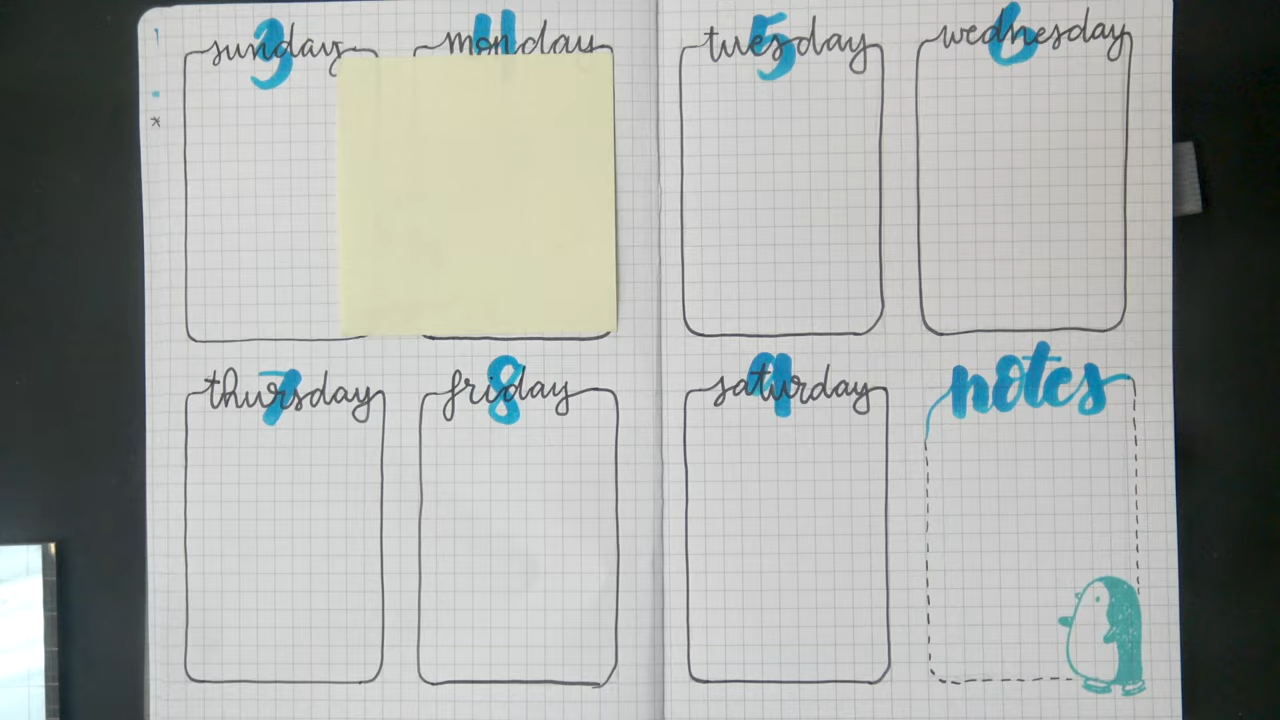 3 sunday
4 monday
5 tuesday
6 wednesday
7 thursday
8 friday
9 saturday
notes